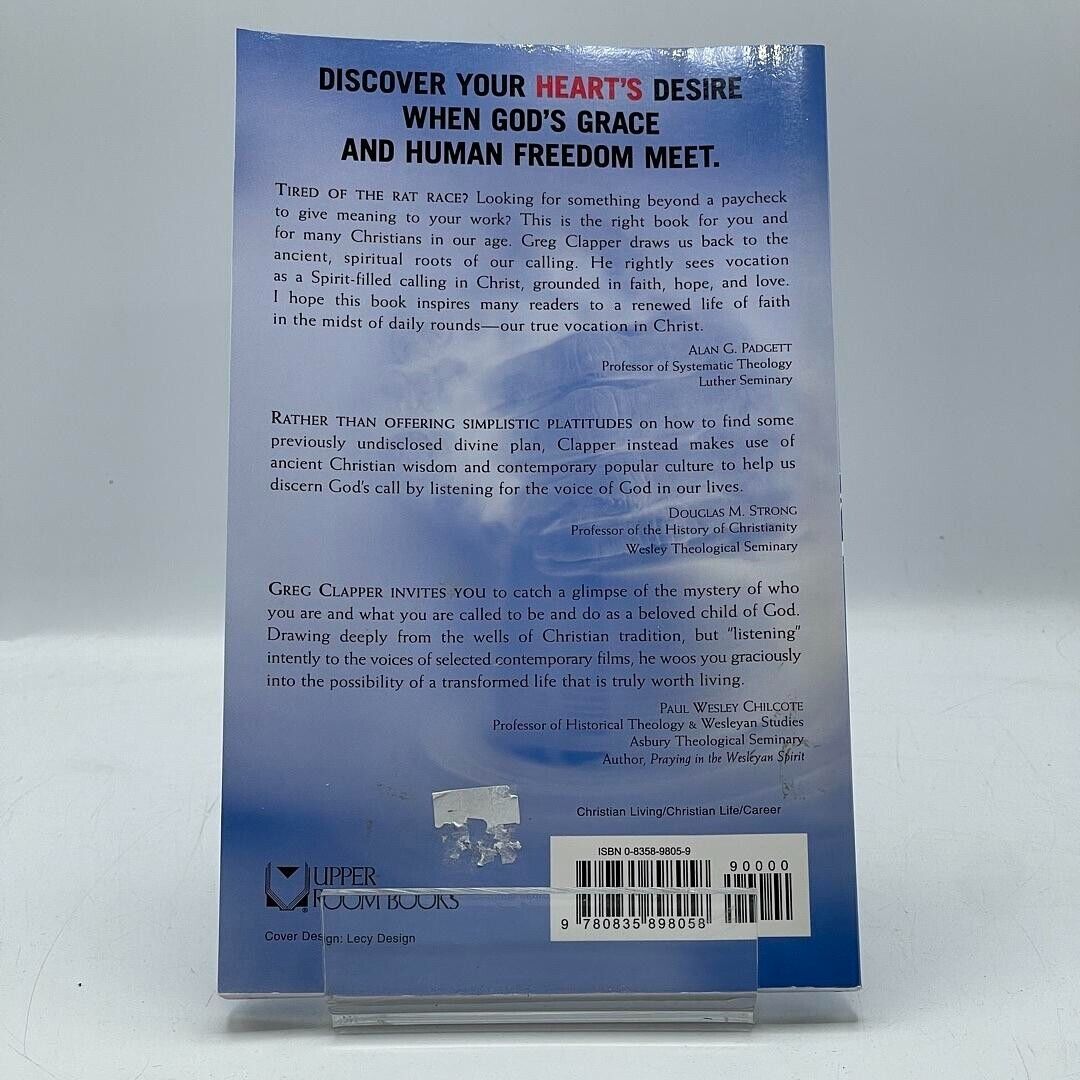 DISCOVER YOUR HEART'S DESIRE
WHEN GOD'S GRACE
AND HUMAN FREEDOM MEET.
TIRED OF THE RAT RACE? Looking for something beyond a paycheck
to give meaning to your work? This is the right book for you and
for many Christians in our age. Greg Clapper draws us back to the
ancient, spiritual roots of our calling. He rightly sees vocation
as a Spirit-filled calling in Christ, grounded in faith, hope, and love.
I hope this book inspires many readers to a renewed life of faith
in the midst of daily rounds—our true vocation in Christ.
ALAN G. PADGETT
Professor of Systematic Theology
Luther Seminary
RATHER THAN OFFERING SIMPLISTIC PLATITUDES on how to find some
previously undisclosed divine plan, Clapper instead makes use of
ancient Christian wisdom and contemporary popular culture to help us
discern God's call by listening for the voice of God in our lives.
DOUGLAS M. STRONG
Professor of the History of Christianity
Wesley Theological Seminary
GREG CLAPPER INVITES YOU to catch a glimpse of the mystery of who
you are and what you are called to be and do as a beloved child of God.
Drawing deeply from the wells of Christian tradition, but "listening"
intently to the voices of selected contemporary films, he woos you graciously
into the possibility of a transformed life that is truly worth living.
PAUL WESLEY CHILCOTE
Professor of Historical Theology & Wesleyan Studies
Asbury Theological Seminary
Author, Praying in the Wesleyan Spirit
Christian Living/Christian Life/Career
ISBN 0-8358-9805-9
90000
9 780835 898058
UPPER
ROOM BOOKS
Cover Design: Lecy Design